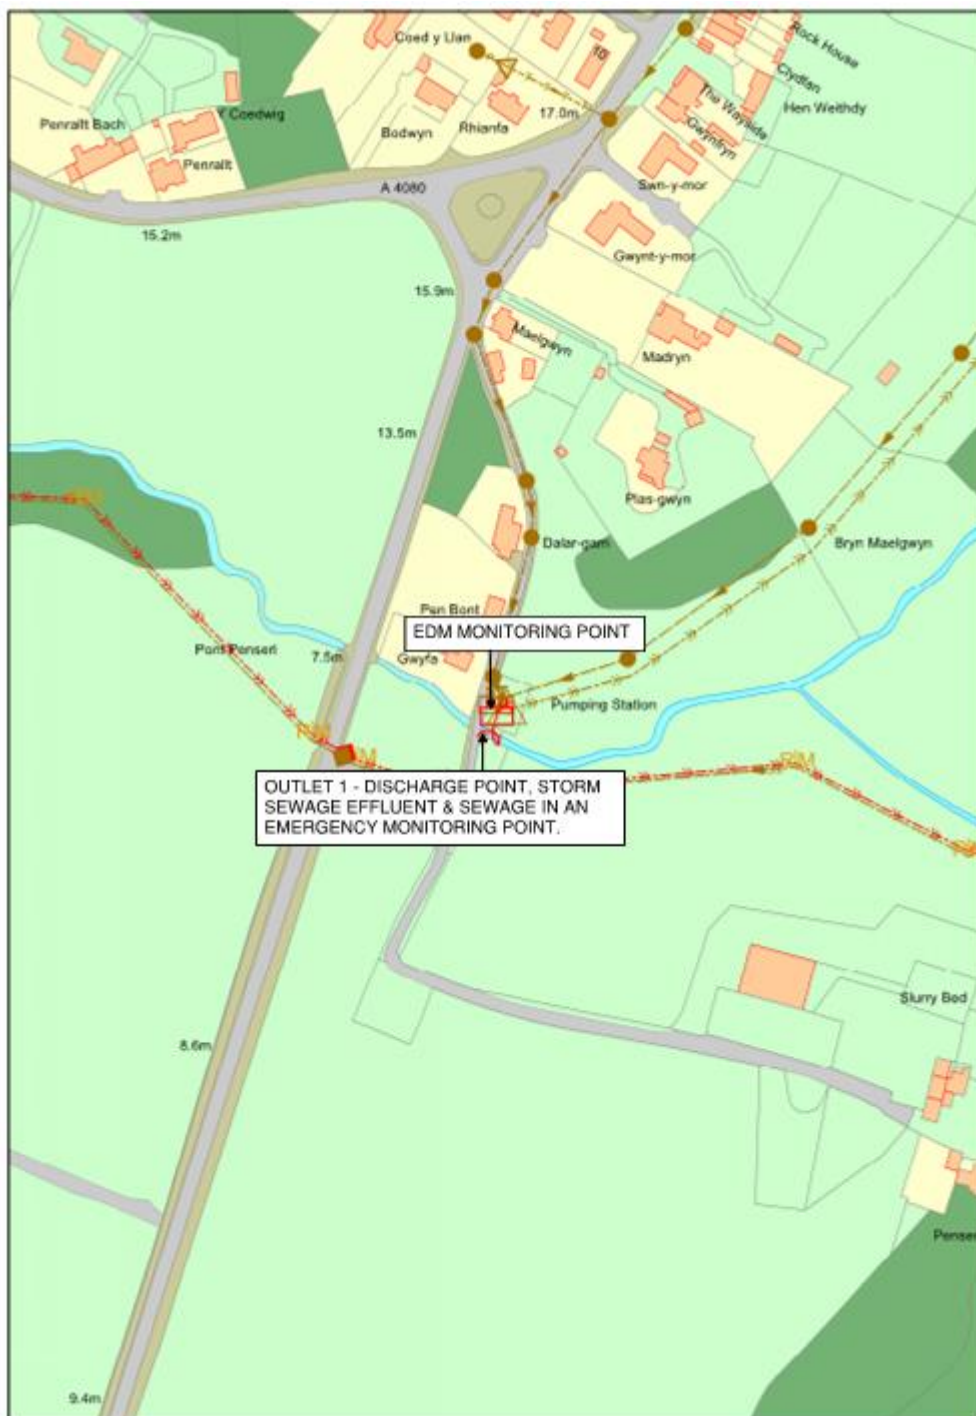 Coed y Llan
10
Rock House
Clydfan
Hen Weithdy
The Wayside
Gwynfryn
17.0m
Y Coedwig
Penrallt Bach
Bodwyn
Rhianfa
Penrallt
Swn-y-mor
A 4080
15.2m
Gwynt-y-mor
15.9m
Maelgwyn
Madryn
13.5m
Plas-gwyn
Dalar-gam
Bryn Maelgwyn
Pen Bont
EDM MONITORING POINT
Pont Penseri
7.5m
Gwyfa
Pumping Station
OUTLET 1 - DISCHARGE POINT, STORM
SEWAGE EFFLUENT & SEWAGE IN AN
EMERGENCY MONITORING POINT.
Slurry Bed
8.6m
9.4m